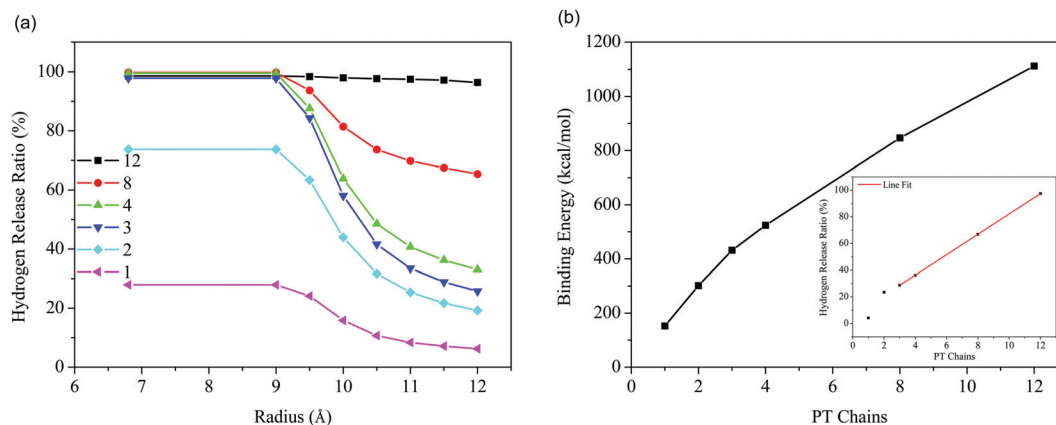 (a)
Hydrogen Release Ratio (%)
100
80
60
40
20
0
12
8
4
3
2
1
6 7 8 9 10 11 12
Radius (Å)
(b)
Binding Energy (kcal/mol)
1200
1000
800
600
400
200
0
0 2 4 6 8 10 12
PT Chains
Line Fit
Hydrogen Release Ratio (%)
100
80
60
40
20
0
0 2 4 6 8 10 12
PT Chains